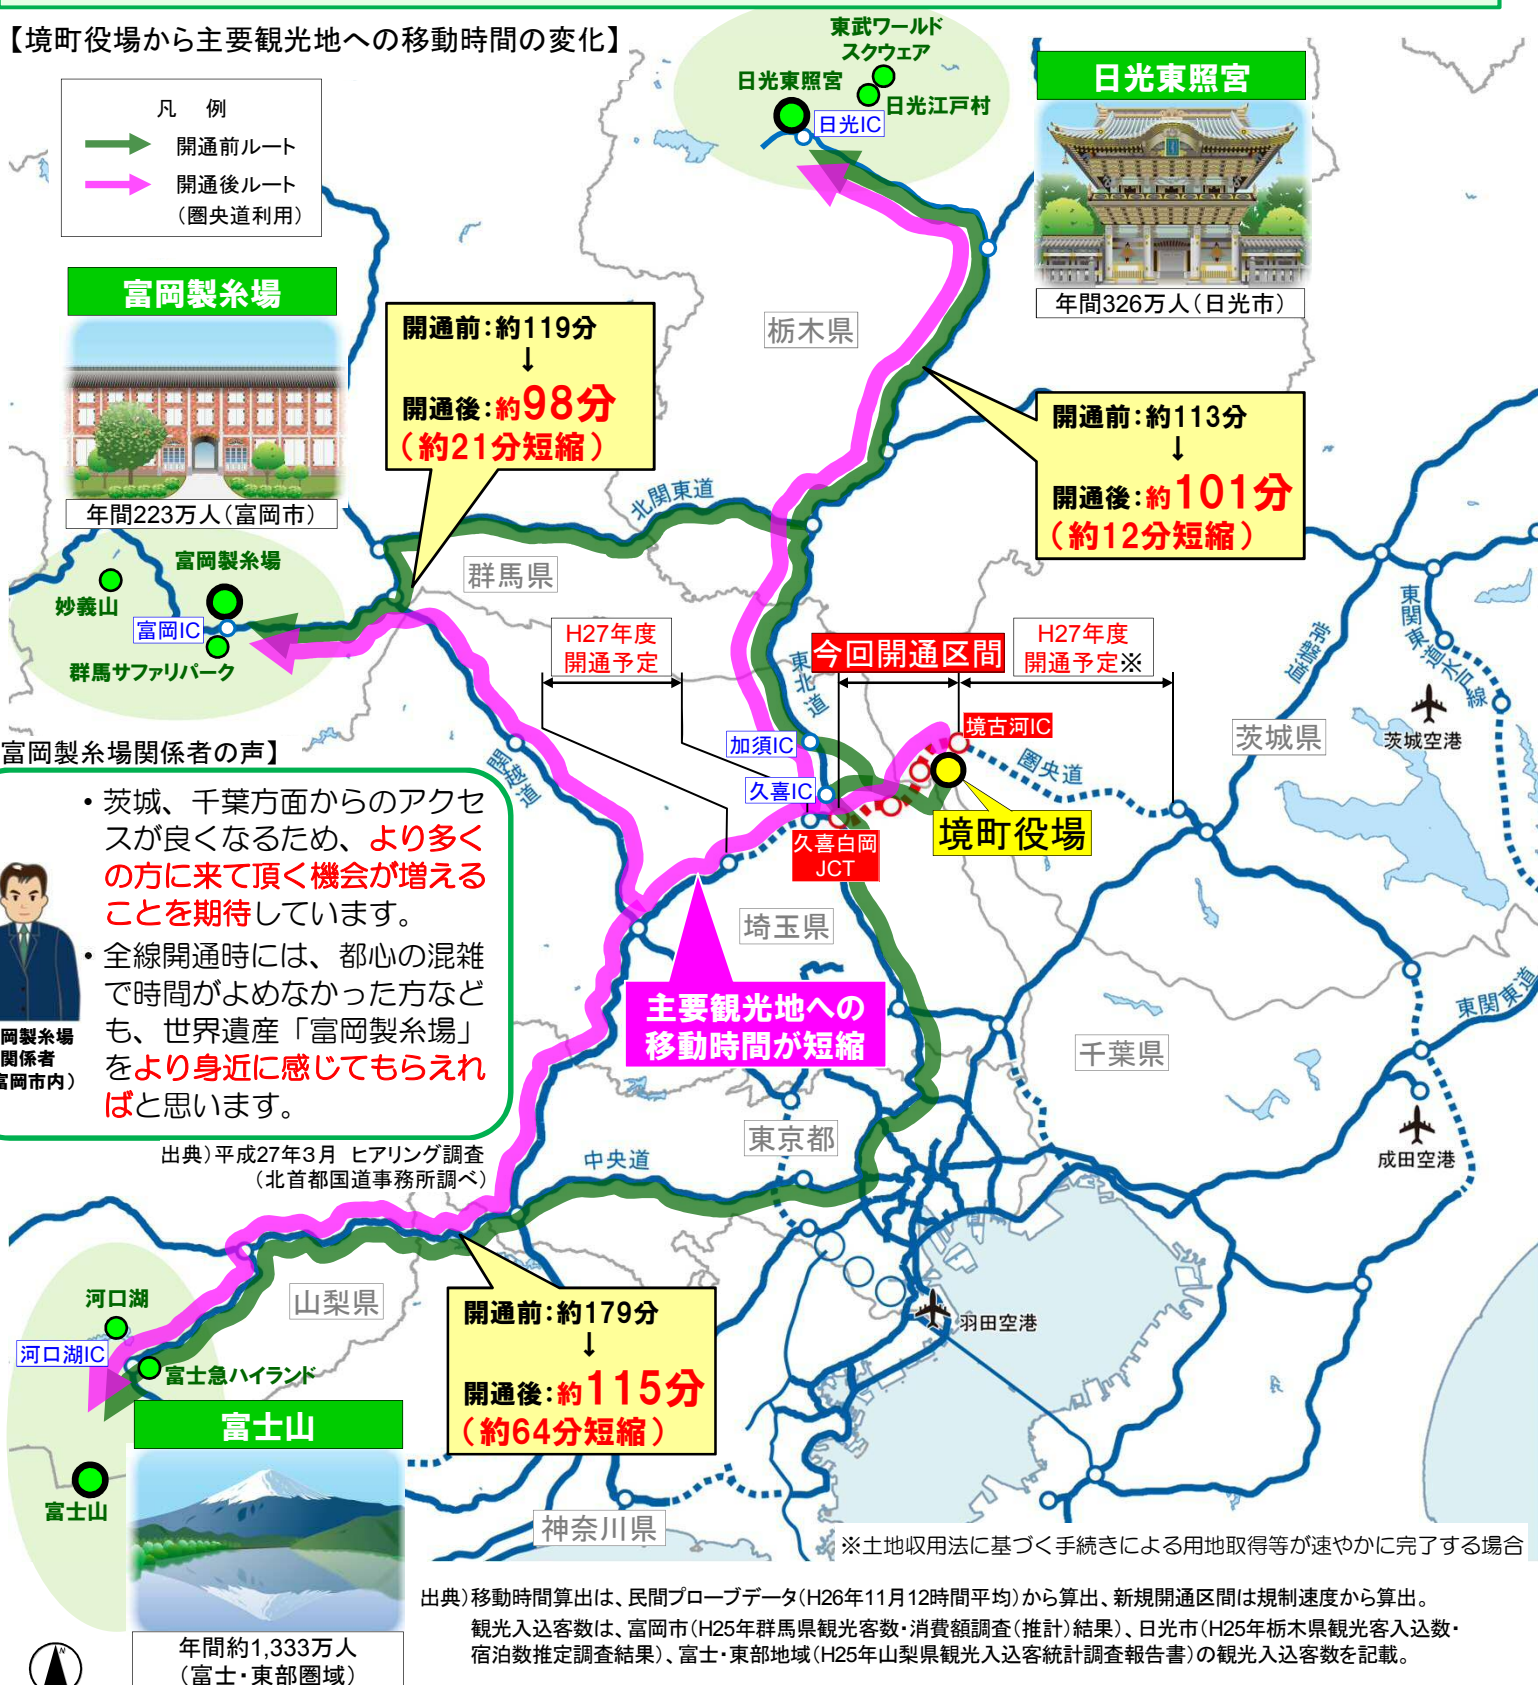 【境町役場から主要観光地への移動時間の変化】
凡 例
開通前ルート
開通後ルート
(圏央道利用)
東武ワールド
スクウェア
日光東照宮
日光江戸村
日光IC
日光東照宮
年間326万人(日光市)
富岡製糸場
年間223万人(富岡市)
開通前:約119分
↓
開通後:約98分
(約21分短縮)
栃木県
開通前:約113分
↓
開通後:約101分
(約12分短縮)
北関東道
群馬県
富岡製糸場
妙義山
富岡IC
群馬サファリパーク
H27年度
開通予定
今回開通区間
H27年度
開通予定※
東北道
常磐道
東関東道水戸線
茨城空港
茨城県
境古河IC
圏央道
加須IC
久喜IC
境町役場
久喜白岡
JCT
関越道
富岡製糸場関係者の声】
・茨城、千葉方面からのアクセ
スが良くなるため、より多く
の方に来て頂く機会が増える
ことを期待しています。
・全線開通時には、都心の混雑
で時間がよめなかった方など
も、世界遺産「富岡製糸場」
をより身近に感じてもらえれ
ばと思います。
岡製糸場
関係者
富岡市内)
出典)平成27年3月 ヒアリング調査
(北首都国道事務所調べ)
埼玉県
主要観光地への
移動時間が短縮
東関東道
千葉県
成田空港
東京都
中央道
山梨県
河口湖
河口湖IC
富士急ハイランド
開通前:約179分
↓
開通後:約115分
(約64分短縮)
羽田空港
富士山
富士山
年間約1,333万人
(富士・東部圏域)
神奈川県
※土地収用法に基づく手続きによる用地取得等が速やかに完了する場合
出典)移動時間算出は、民間プローブデータ(H26年11月12時間平均)から算出、新規開通区間は規制速度から算出。
観光入込客数は、富岡市(H25年群馬県観光客数・消費額調査(推計)結果)、日光市(H25年栃木県観光客入込数・
宿泊数推定調査結果)、富士・東部地域(H25年山梨県観光入込客統計調査報告書)の観光入込客数を記載。
N